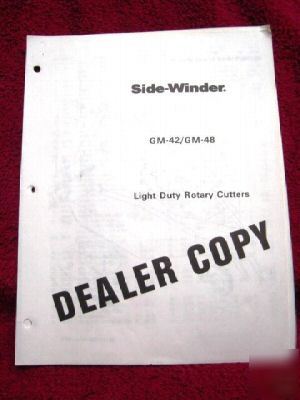 Side-Winder.
GM-42/GM-48
Light Duty Rotary Cutters
DEALER COPY